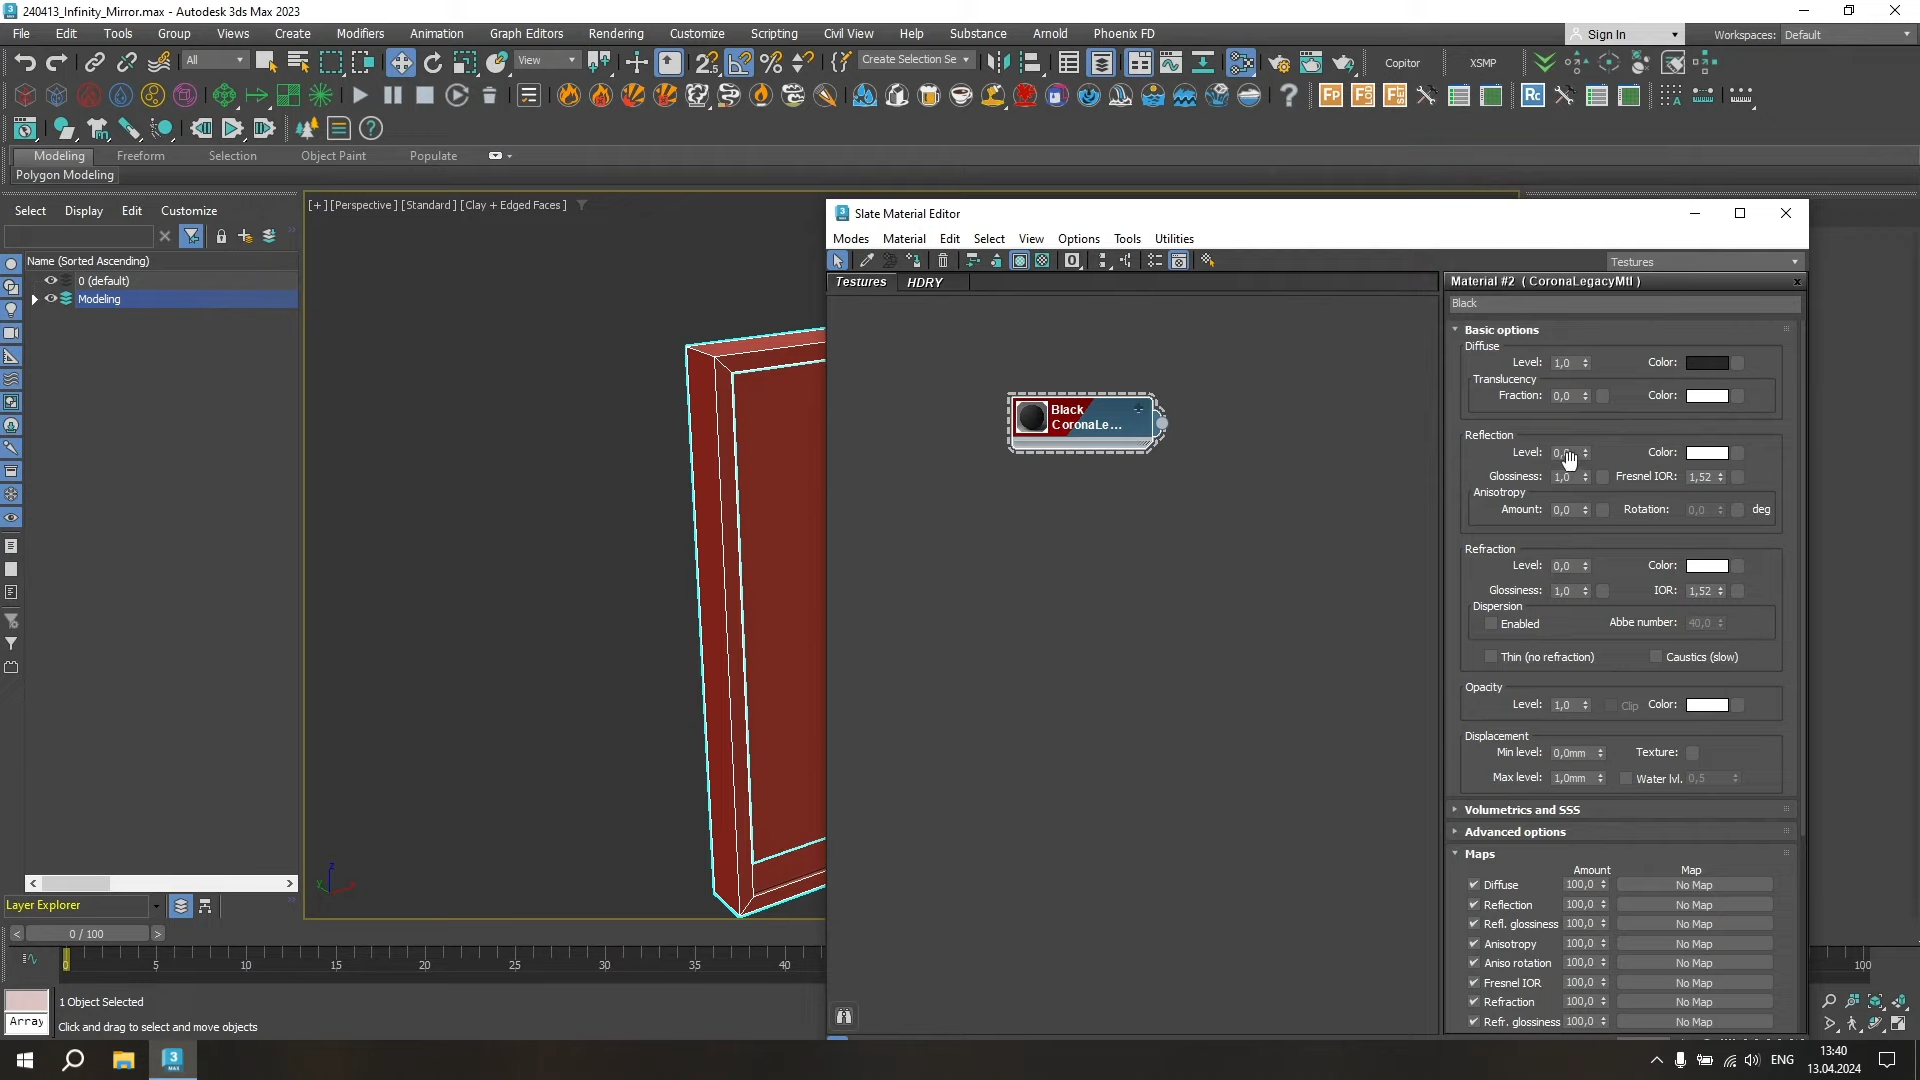 240413_Infinity_Mirror.max - Autodesk 3ds Max 2023
File Edit Tools Group Views Create Modifiers Animation Graph Editors Rendering Customize Scripting Civil View Help Substance Arnold Phoenix FD
Sign In
Workspaces: Default
All
View
Create Selection Se
Copitor
XSMP
Modeling Freeform Selection Object Paint Populate
Polygon Modeling
Select Display Edit Customize
Name (Sorted Ascending)
0 (default)
Modeling
Layer Explorer
[+] [Perspective ] [Standard ] [Clay + Edged Faces ]
Slate Material Editor
Modes Material Edit Select View Options Tools Utilities
Testures
Testures HDRY
Black
CoronaLe...
Material #2 ( CoronaLegacyMtl )
Black
Basic options
Diffuse
Level: 1,0 Color:
Translucency
Fraction: 0,0 Color:
Reflection
Level: 0,0 Color:
Glossiness: 1,0 Fresnel IOR: 1,52
Anisotropy
Amount: 0,0 Rotation: 0,0 deg
Refraction
Level: 0,0 Color:
Glossiness: 1,0 IOR: 1,52
Dispersion
Enabled Abbe number: 40,0
Thin (no refraction) Caustics (slow)
Opacity
Level: 1,0 Clip Color:
Displacement
Min level: 0,0mm Texture:
Max level: 1,0mm Water lvl. 0,5
Volumetrics and SSS
Advanced options
Maps
Amount Map
Diffuse 100,0 No Map
Reflection 100,0 No Map
Refl. glossiness 100,0 No Map
Anisotropy 100,0 No Map
Aniso rotation 100,0 No Map
Fresnel IOR 100,0 No Map
Refraction 100,0 No Map
Refr. glossiness 100,0 No Map
< 0 / 100 >
0 5 10 15 20 25 30 35 40 100
1 Object Selected
Array
Click and drag to select and move objects
ENG
13:40
13.04.2024